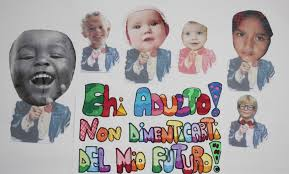 Ehi ADULTO!
NON DIMENTICARTI
DEL MIO FUTURO!